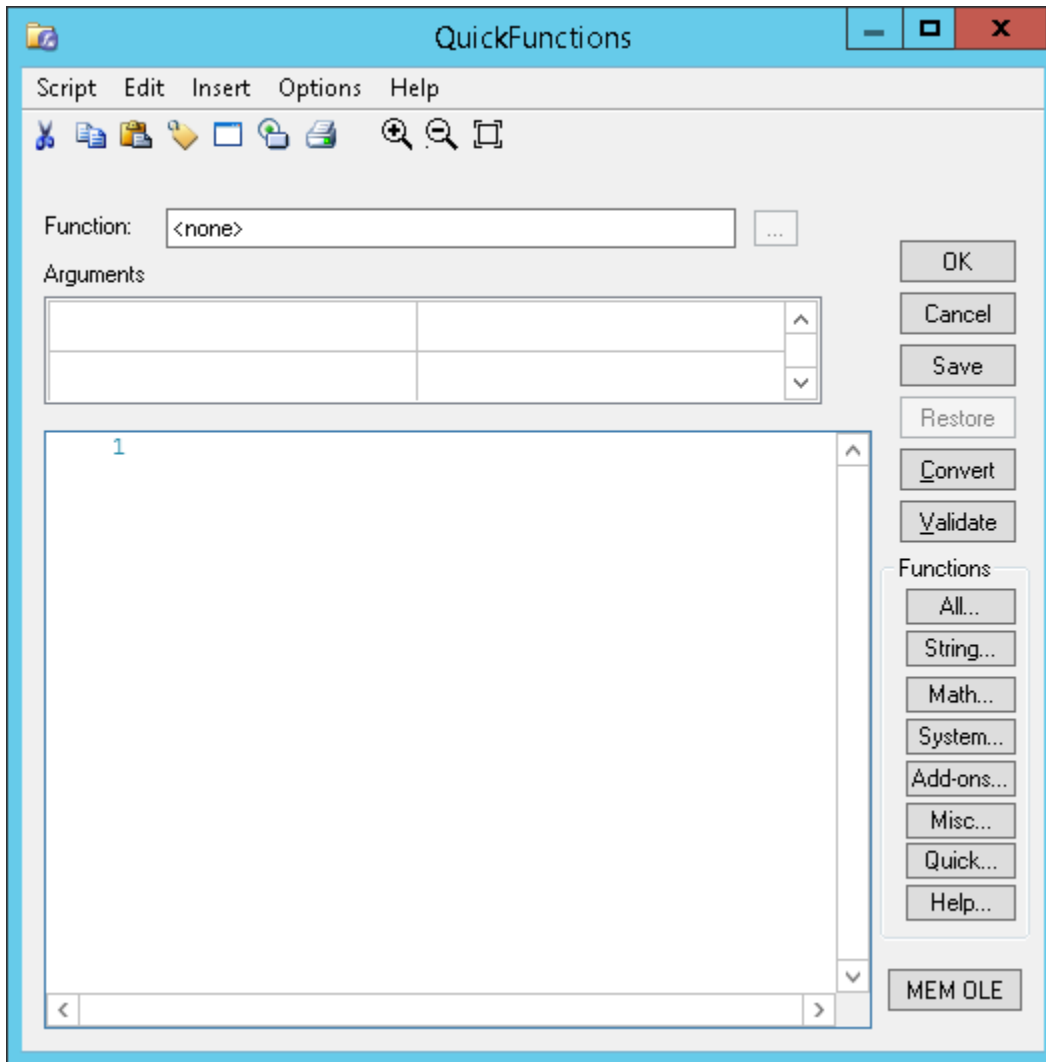 QuickFunctions
Script Edit Insert Options Help
Function: <none> ...
Arguments
OK
Cancel
Save
Restore
Convert
Validate
1
Functions
All...
String...
Math...
System...
Add-ons...
Misc...
Quick...
Help...
MEM OLE